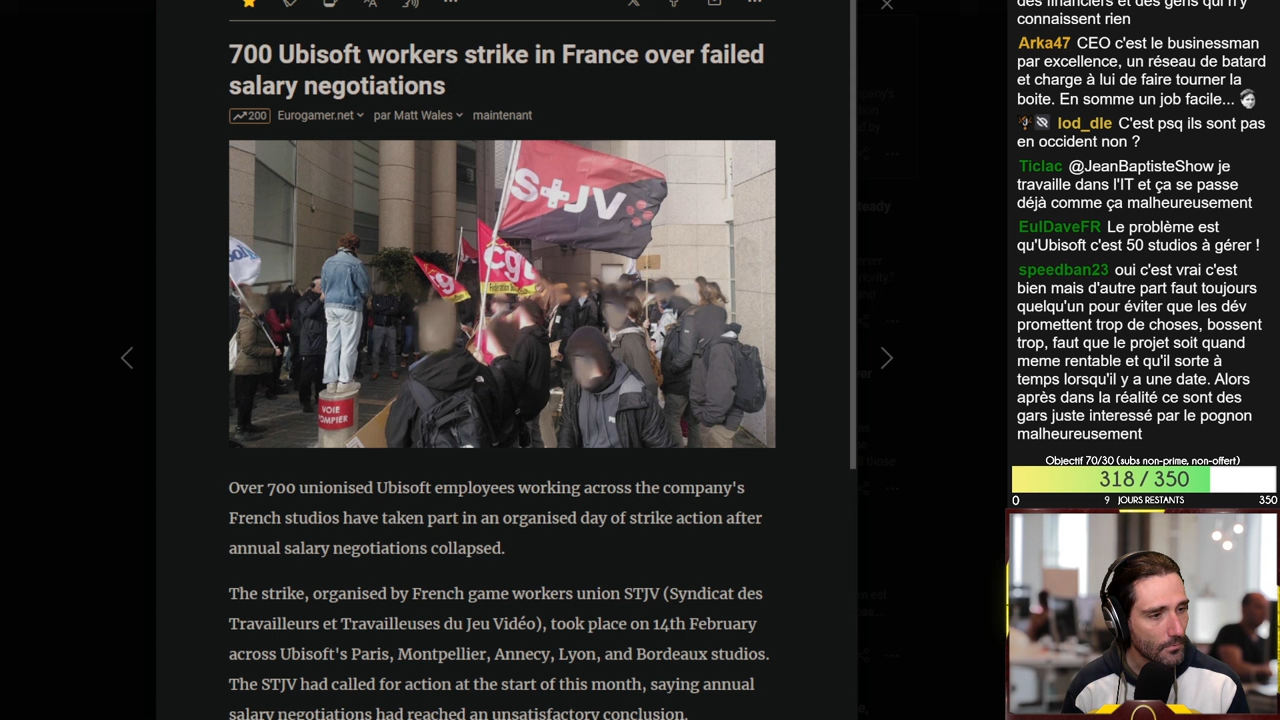 700 Ubisoft workers strike in France over failed
salary negotiations
200 Eurogamer.net par Matt Wales maintenant
S+JV
cgt
VOIE
POMPIER
Over 700 unionised Ubisoft employees working across the company's
French studios have taken part in an organised day of strike action after
annual salary negotiations collapsed.
The strike, organised by French game workers union STJV (Syndicat des
Travailleurs et Travailleuses du Jeu Vidéo), took place on 14th February
across Ubisoft's Paris, Montpellier, Annecy, Lyon, and Bordeaux studios.
The STJV had called for action at the start of this month, saying annual
salary negotiations had reached an unsatisfactory conclusion.
des financiers et des gens qui n'y
connaissent rien
Arka47 CEO c'est le businessman
par excellence, un réseau de batard
et charge à lui de faire tourner la
boite. En somme un job facile...
lod_dle C'est psq ils sont pas
en occident non ?
Ticlac @JeanBaptisteShow je
travaille dans l'IT et ça se passe
déjà comme ça malheureusement
EulDaveFR Le problème est
qu'Ubisoft c'est 50 studios à gérer !
speedban23 oui c'est vrai c'est
bien mais d'autre part faut toujours
quelqu'un pour éviter que les dév
promettent trop de choses, bossent
trop, faut que le projet soit quand
meme rentable et qu'il sorte à
temps lorsqu'il y a une date. Alors
après dans la réalité ce sont des
gars juste interessé par le pognon
malheureusement
Objectif 70/30 (subs non-prime, non-offert)
318 / 350
0 9 JOURS RESTANTS 350